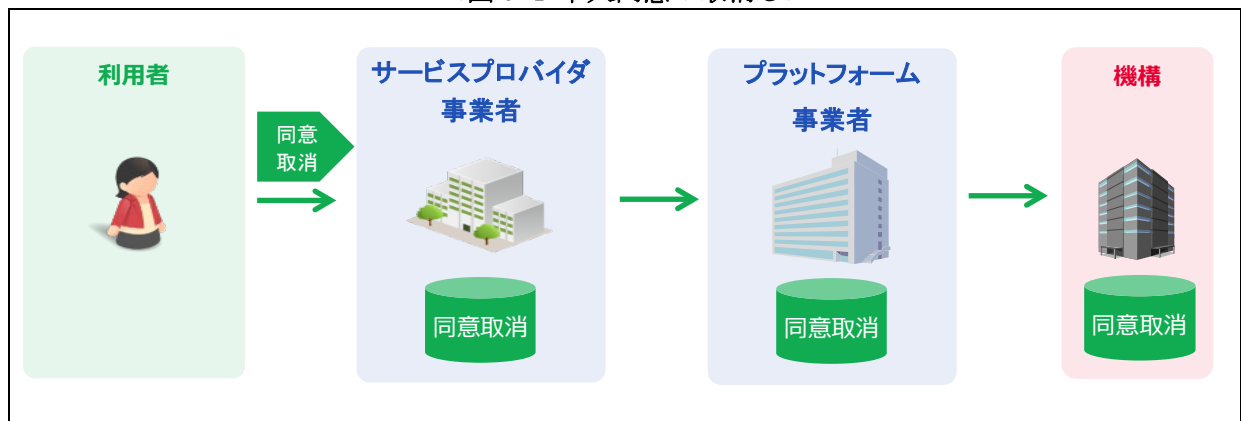 利用者
サービスプロバイダ
事業者
プラットフォーム
事業者
機構
同意
取消
同意取消
同意取消
同意取消